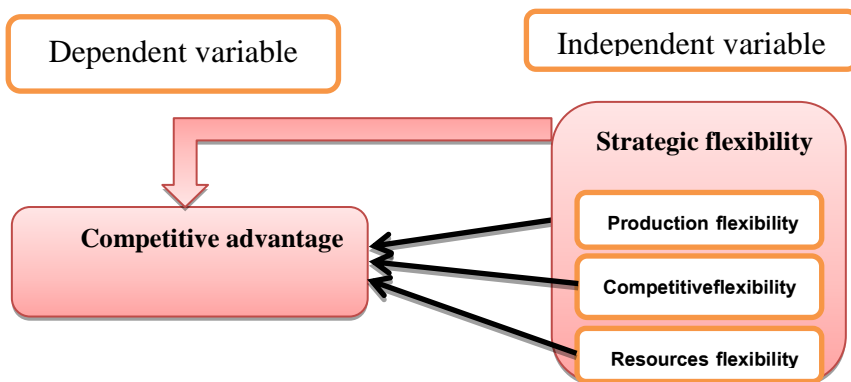 Dependent variable
Independent variable
Strategic flexibility
Competitive advantage
Production flexibility
Competitiveflexibility
Resources flexibility